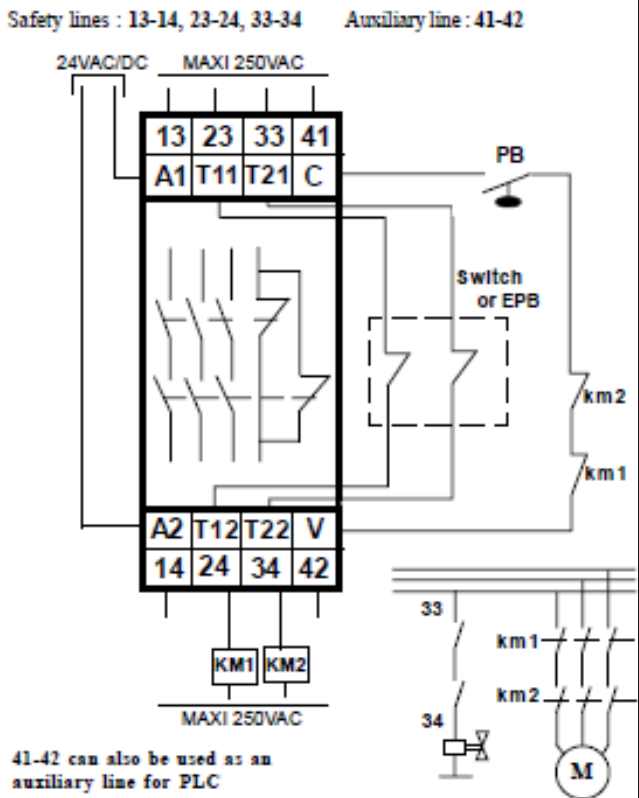 Safety lines : 13-14, 23-24, 33-34 Auxiliary line : 41-42
24VAC/DC MAXI 250VAC
13 23 33 41
A1 T11 T21 C
PB
Switch
or EPB
km2
km1
A2 T12 T22 V
14 24 34 42
33
km1
KM1 KM2
km2
34
MAXI 250VAC
41-42 can also be used as an
auxiliary line for PLC
M